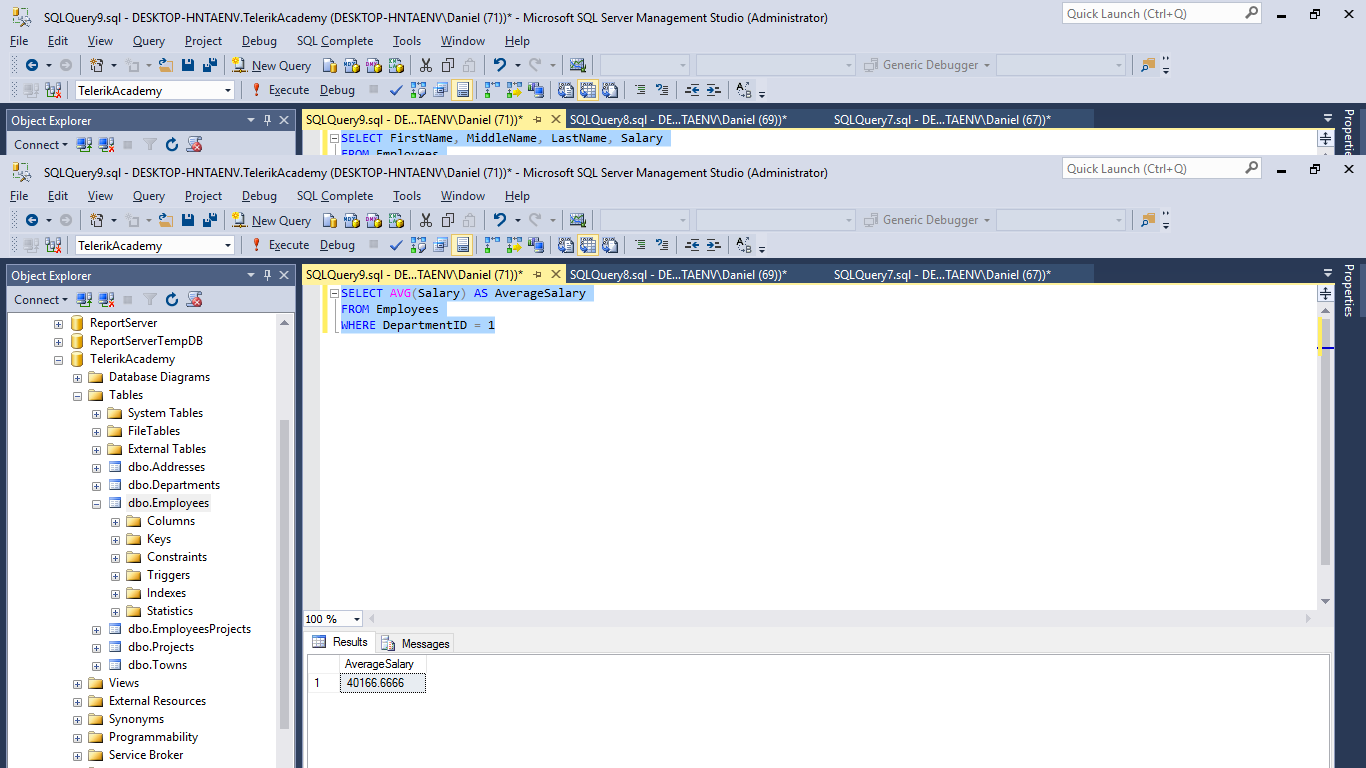 SQLQuery9.sql - DESKTOP-HNTAENV.TelerikAcademy (DESKTOP-HNTAENV\Daniel (71))* - Microsoft SQL Server Management Studio (Administrator)
Quick Launch (Ctrl+Q)
File Edit View Query Project Debug SQL Complete Tools Window Help
New Query
Generic Debugger
TelerikAcademy
Execute Debug
Object Explorer
SQLQuery9.sql - DE...TAENV\Daniel (71))* SQLQuery8.sql - DE...TAENV\Daniel (69))* SQLQuery7.sql - DE...TAENV\Daniel (67))*
Connect
SELECT FirstName, MiddleName, LastName, Salary
FROM Employees
SQLQuery9.sql - DESKTOP-HNTAENV.TelerikAcademy (DESKTOP-HNTAENV\Daniel (71))* - Microsoft SQL Server Management Studio (Administrator)
Quick Launch (Ctrl+Q)
File Edit View Query Project Debug SQL Complete Tools Window Help
New Query
Generic Debugger
TelerikAcademy
Execute Debug
Object Explorer
SQLQuery9.sql - DE...TAENV\Daniel (71))* SQLQuery8.sql - DE...TAENV\Daniel (69))* SQLQuery7.sql - DE...TAENV\Daniel (67))*
Properties
Connect
ReportServer
ReportServerTempDB
TelerikAcademy
Database Diagrams
Tables
System Tables
FileTables
External Tables
dbo.Addresses
dbo.Departments
dbo.Employees
Columns
Keys
Constraints
Triggers
Indexes
Statistics
dbo.EmployeesProjects
dbo.Projects
dbo.Towns
Views
External Resources
Synonyms
Programmability
Service Broker
SELECT AVG(Salary) AS AverageSalary
FROM Employees
WHERE DepartmentID = 1
100 %
Results Messages
AverageSalary
1 40166.6666